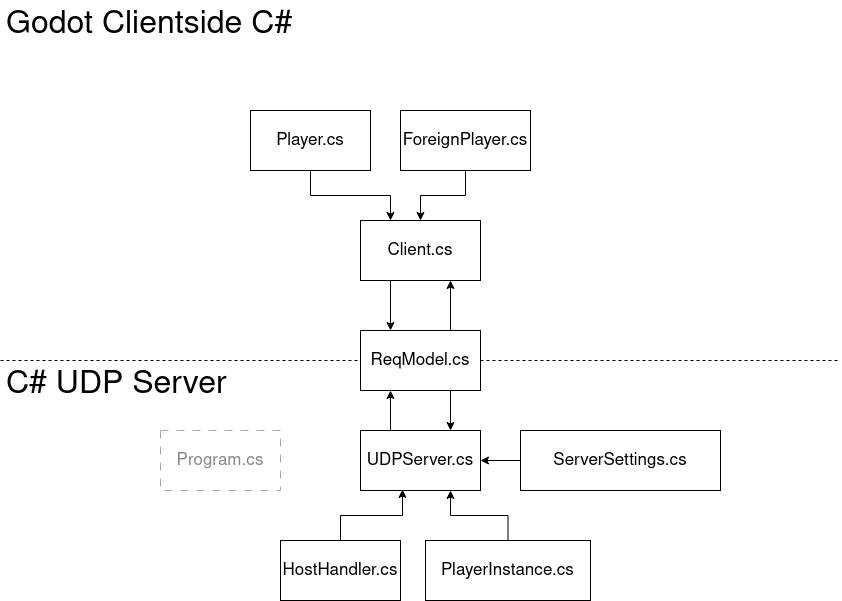 Godot Clientside C#
Player.cs
ForeignPlayer.cs
Client.cs
ReqModel.cs
C# UDP Server
Program.cs
UDPServer.cs
ServerSettings.cs
HostHandler.cs
PlayerInstance.cs